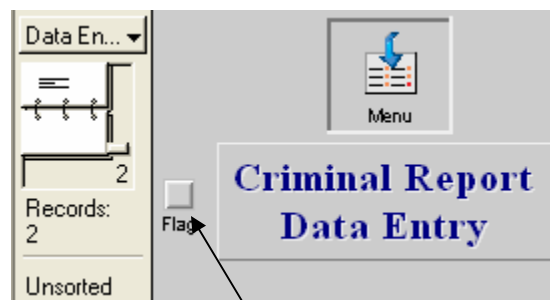 Data En...
2
Records:
2
Unsorted
Menu
Flag
Criminal Report
Data Entry